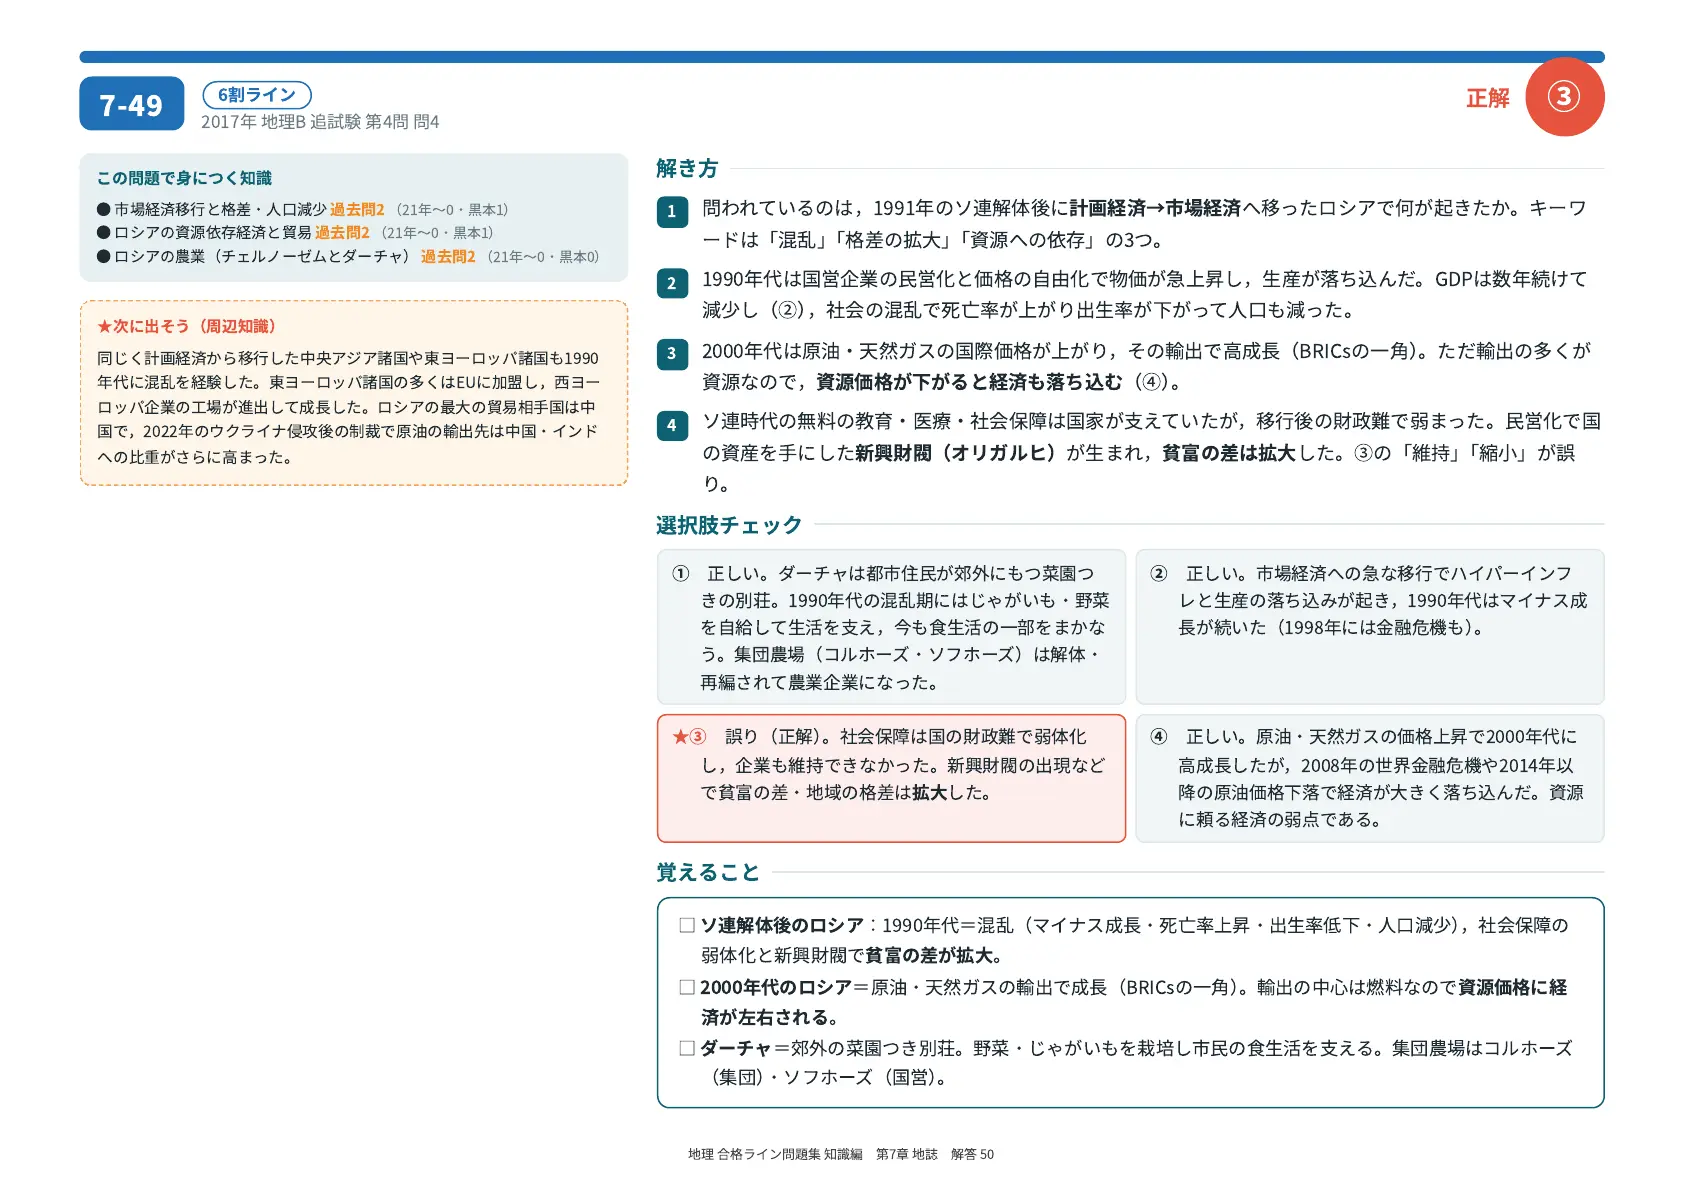 7-49
6割ライン
2017年 地理B 追試験 第4問 問4
正解
③
この問題で身につく知識
● 市場経済移行と格差・人口減少 過去問2 （21年〜0・黒本1）
● ロシアの資源依存経済と貿易 過去問2 （21年〜0・黒本1）
● ロシアの農業（チェルノーゼムとダーチャ） 過去問2 （21年〜0・黒本0）
★次に出そう（周辺知識）
同じく計画経済から移行した中央アジア諸国や東ヨーロッパ諸国も1990
年代に混乱を経験した。東ヨーロッパ諸国の多くはEUに加盟し，西ヨー
ロッパ企業の工場が進出して成長した。ロシアの最大の貿易相手国は中
国で，2022年のウクライナ侵攻後の制裁で原油の輸出先は中国・インド
への比重がさらに高まった。
解き方
1 問われているのは，1991年のソ連解体後に計画経済→市場経済へ移ったロシアで何が起きたか。キーワ
ードは「混乱」「格差の拡大」「資源への依存」の3つ。
2 1990年代は国営企業の民営化と価格の自由化で物価が急上昇し，生産が落ち込んだ。GDPは数年続けて
減少し（②），社会の混乱で死亡率が上がり出生率が下がって人口も減った。
3 2000年代は原油・天然ガスの国際価格が上がり，その輸出で高成長（BRICsの一角）。ただ輸出の多くが
資源なので，資源価格が下がると経済も落ち込む（④）。
4 ソ連時代の無料の教育・医療・社会保障は国家が支えていたが，移行後の財政難で弱まった。民営化で国
の資産を手にした新興財閥（オリガルヒ）が生まれ，貧富の差は拡大した。③の「維持」「縮小」が誤
り。
選択肢チェック
① 正しい。ダーチャは都市住民が郊外にもつ菜園つ
きの別荘。1990年代の混乱期にはじゃがいも・野菜
を自給して生活を支え，今も食生活の一部をまかな
う。集団農場（コルホーズ・ソフホーズ）は解体・
再編されて農業企業になった。
② 正しい。市場経済への急な移行でハイパーインフ
レと生産の落ち込みが起き，1990年代はマイナス成
長が続いた（1998年には金融危機も）。
★③ 誤り（正解）。社会保障は国の財政難で弱体化
し，企業も維持できなかった。新興財閥の出現など
で貧富の差・地域の格差は拡大した。
④ 正しい。原油・天然ガスの価格上昇で2000年代に
高成長したが，2008年の世界金融危機や2014年以
降の原油価格下落で経済が大きく落ち込んだ。資源
に頼る経済の弱点である。
覚えること
□ ソ連解体後のロシア：1990年代＝混乱（マイナス成長・死亡率上昇・出生率低下・人口減少），社会保障の
弱体化と新興財閥で貧富の差が拡大。
□ 2000年代のロシア＝原油・天然ガスの輸出で成長（BRICsの一角）。輸出の中心は燃料なので資源価格に経
済が左右される。
□ ダーチャ＝郊外の菜園つき別荘。野菜・じゃがいもを栽培し市民の食生活を支える。集団農場はコルホーズ
（集団）・ソフホーズ（国営）。
地理 合格ライン問題集 知識編 第7章 地誌 解答 50